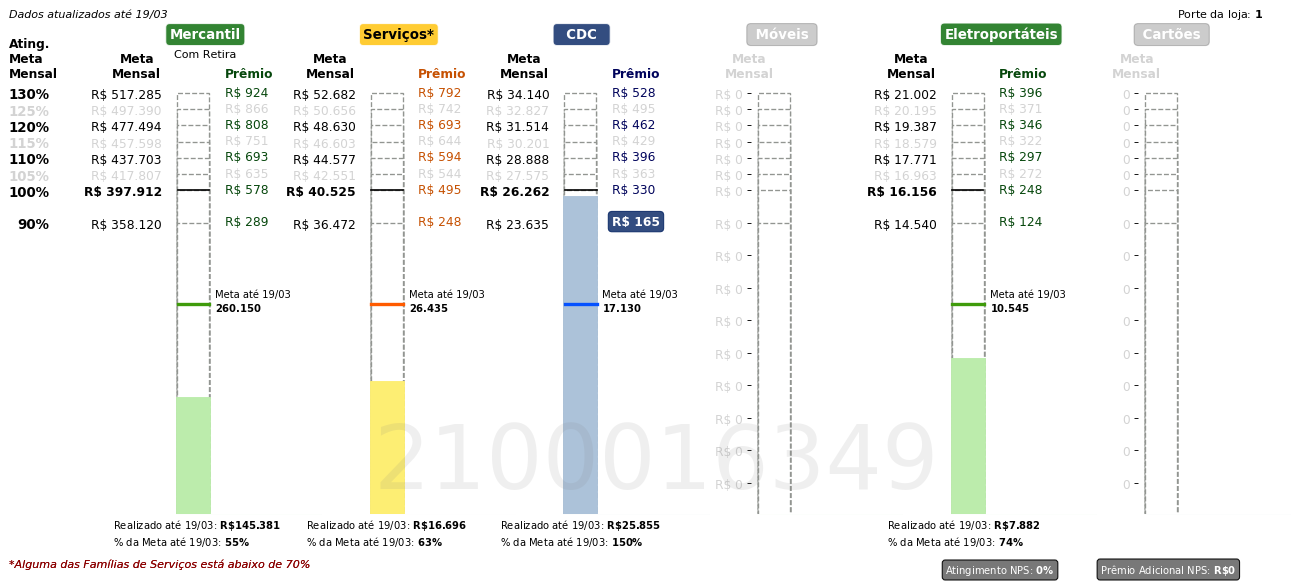 Dados atualizados até 19/03
Porte da loja: 1
Mercantil Serviços* CDC Móveis Eletroportáteis Cartões
Com Retira
Ating. Meta Mensal
Meta Mensal Prêmio Meta Mensal Prêmio Meta Mensal Prêmio Meta Mensal Meta Mensal Prêmio Meta Mensal
130% R$ 517.285 R$ 924 R$ 52.682 R$ 792 R$ 34.140 R$ 528 R$ 0 R$ 21.002 R$ 396 0
125% R$ 497.390 R$ 866 R$ 50.656 R$ 742 R$ 32.827 R$ 495 R$ 0 R$ 20.195 R$ 371 0
120% R$ 477.494 R$ 808 R$ 48.630 R$ 693 R$ 31.514 R$ 462 R$ 0 R$ 19.387 R$ 346 0
115% R$ 457.598 R$ 751 R$ 46.603 R$ 644 R$ 30.201 R$ 429 R$ 0 R$ 18.579 R$ 322 0
110% R$ 437.703 R$ 693 R$ 44.577 R$ 594 R$ 28.888 R$ 396 R$ 0 R$ 17.771 R$ 297 0
105% R$ 417.807 R$ 635 R$ 42.551 R$ 544 R$ 27.575 R$ 363 R$ 0 R$ 16.963 R$ 272 0
100% R$ 397.912 R$ 578 R$ 40.525 R$ 495 R$ 26.262 R$ 330 R$ 0 R$ 16.156 R$ 248 0
90% R$ 358.120 R$ 289 R$ 36.472 R$ 248 R$ 23.635 R$ 165 R$ 0 R$ 14.540 R$ 124 0
R$ 0 0
R$ 0 0
Meta até 19/03 Meta até 19/03 Meta até 19/03 Meta até 19/03
260.150 26.435 17.130 10.545
R$ 0 0
R$ 0 0
R$ 0 0
R$ 0 0
R$ 0 0
R$ 0 0
2100016349
Realizado até 19/03: R$145.381 Realizado até 19/03: R$16.696 Realizado até 19/03: R$25.855 Realizado até 19/03: R$7.882
% da Meta até 19/03: 55% % da Meta até 19/03: 63% % da Meta até 19/03: 150% % da Meta até 19/03: 74%
*Alguma das Famílias de Serviços está abaixo de 70%
Atingimento NPS: 0% Prêmio Adicional NPS: R$0